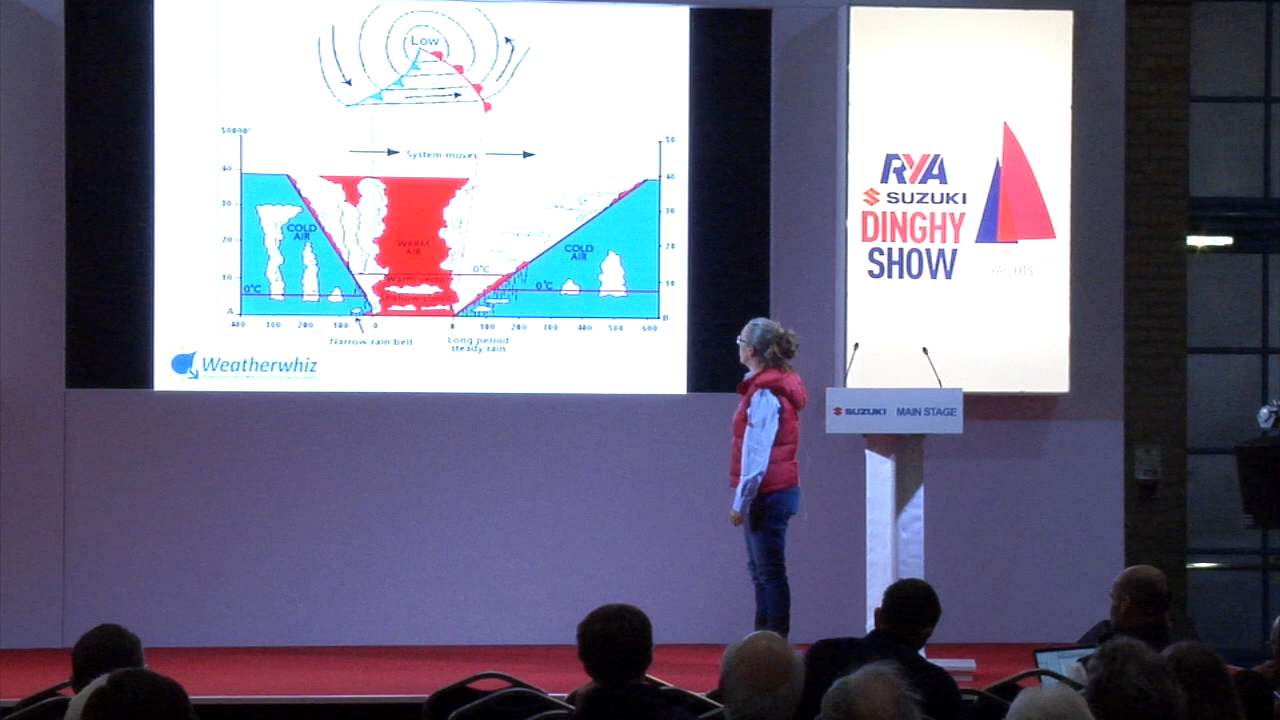 Low
50000'
System moves
50
40
40
30
30
20
20
10
10
COLD
AIR
WARM
AIR
COLD
AIR
0°C
0°C
0°C
Warm sector
Shallow clouds
A
B
400
300
200
100
0
0
100
200
300
400
500
600
Narrow rain belt
Long period
steady rain
Weatherwhiz
RYA
SUZUKI
DINGHY
SHOW
YACHTS
SUZUKI MAIN STAGE